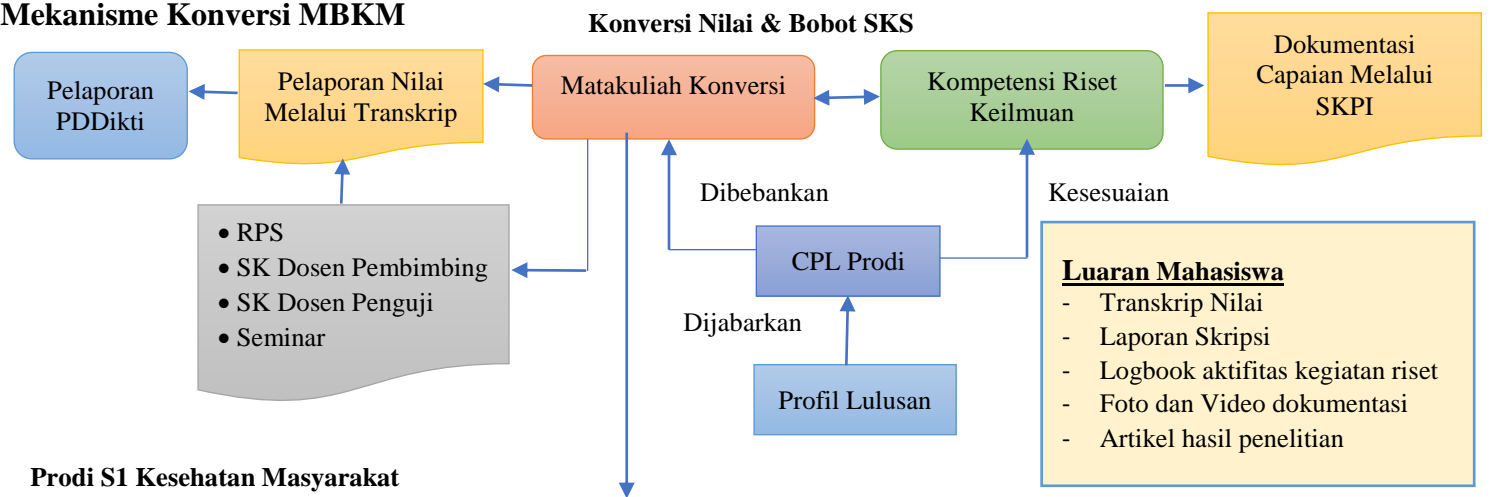 Mekanisme Konversi MBKM
Konversi Nilai & Bobot SKS
Pelaporan
PDDikti
Pelaporan Nilai
Melalui Transkrip
Matakuliah Konversi
Kompetensi Riset
Keilmuan
Dokumentasi
Capaian Melalui
SKPI
Dibebankan
Kesesuaian
• RPS
• SK Dosen Pembimbing
• SK Dosen Penguji
• Seminar
CPL Prodi
Dijabarkan
Profil Lulusan
Luaran Mahasiswa
- Transkrip Nilai
- Laporan Skripsi
- Logbook aktifitas kegiatan riset
- Foto dan Video dokumentasi
- Artikel hasil penelitian
Prodi S1 Kesehatan Masyarakat